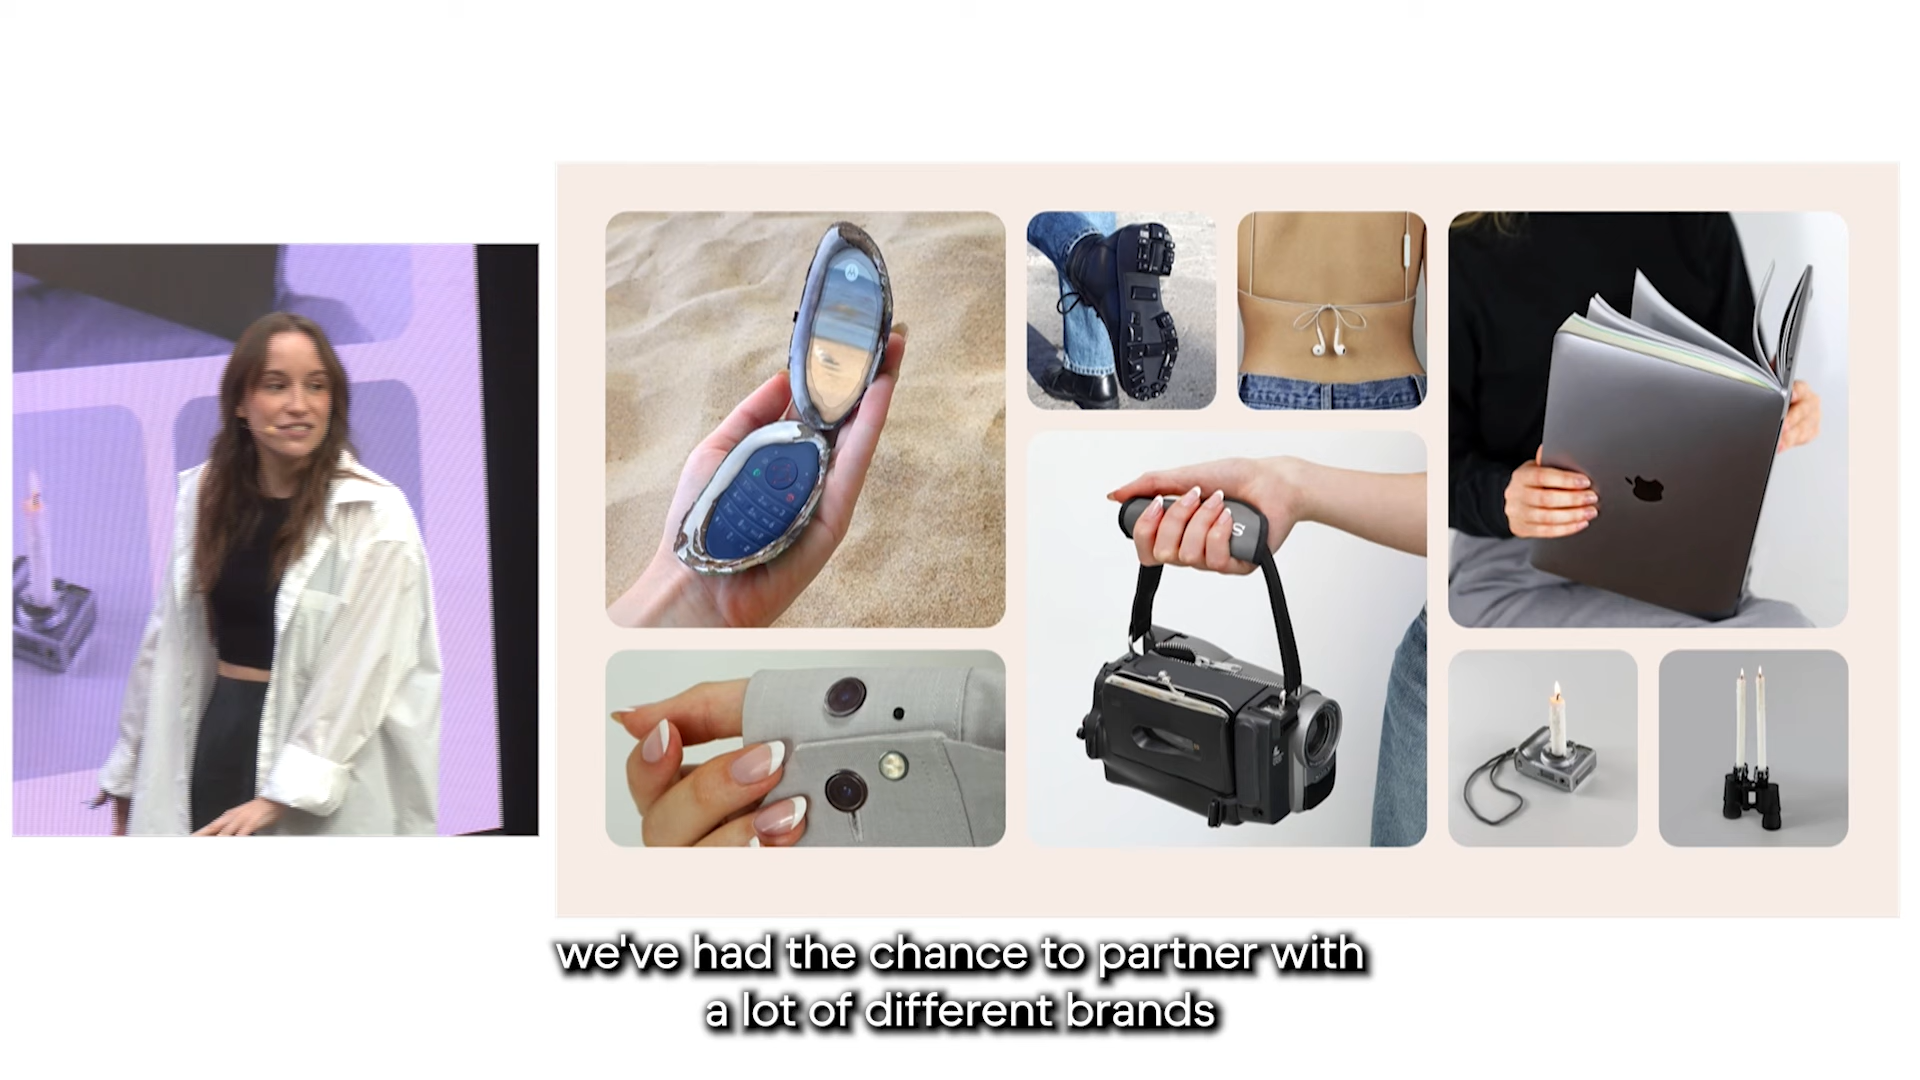 we've had the chance to partner with
a lot of different brands